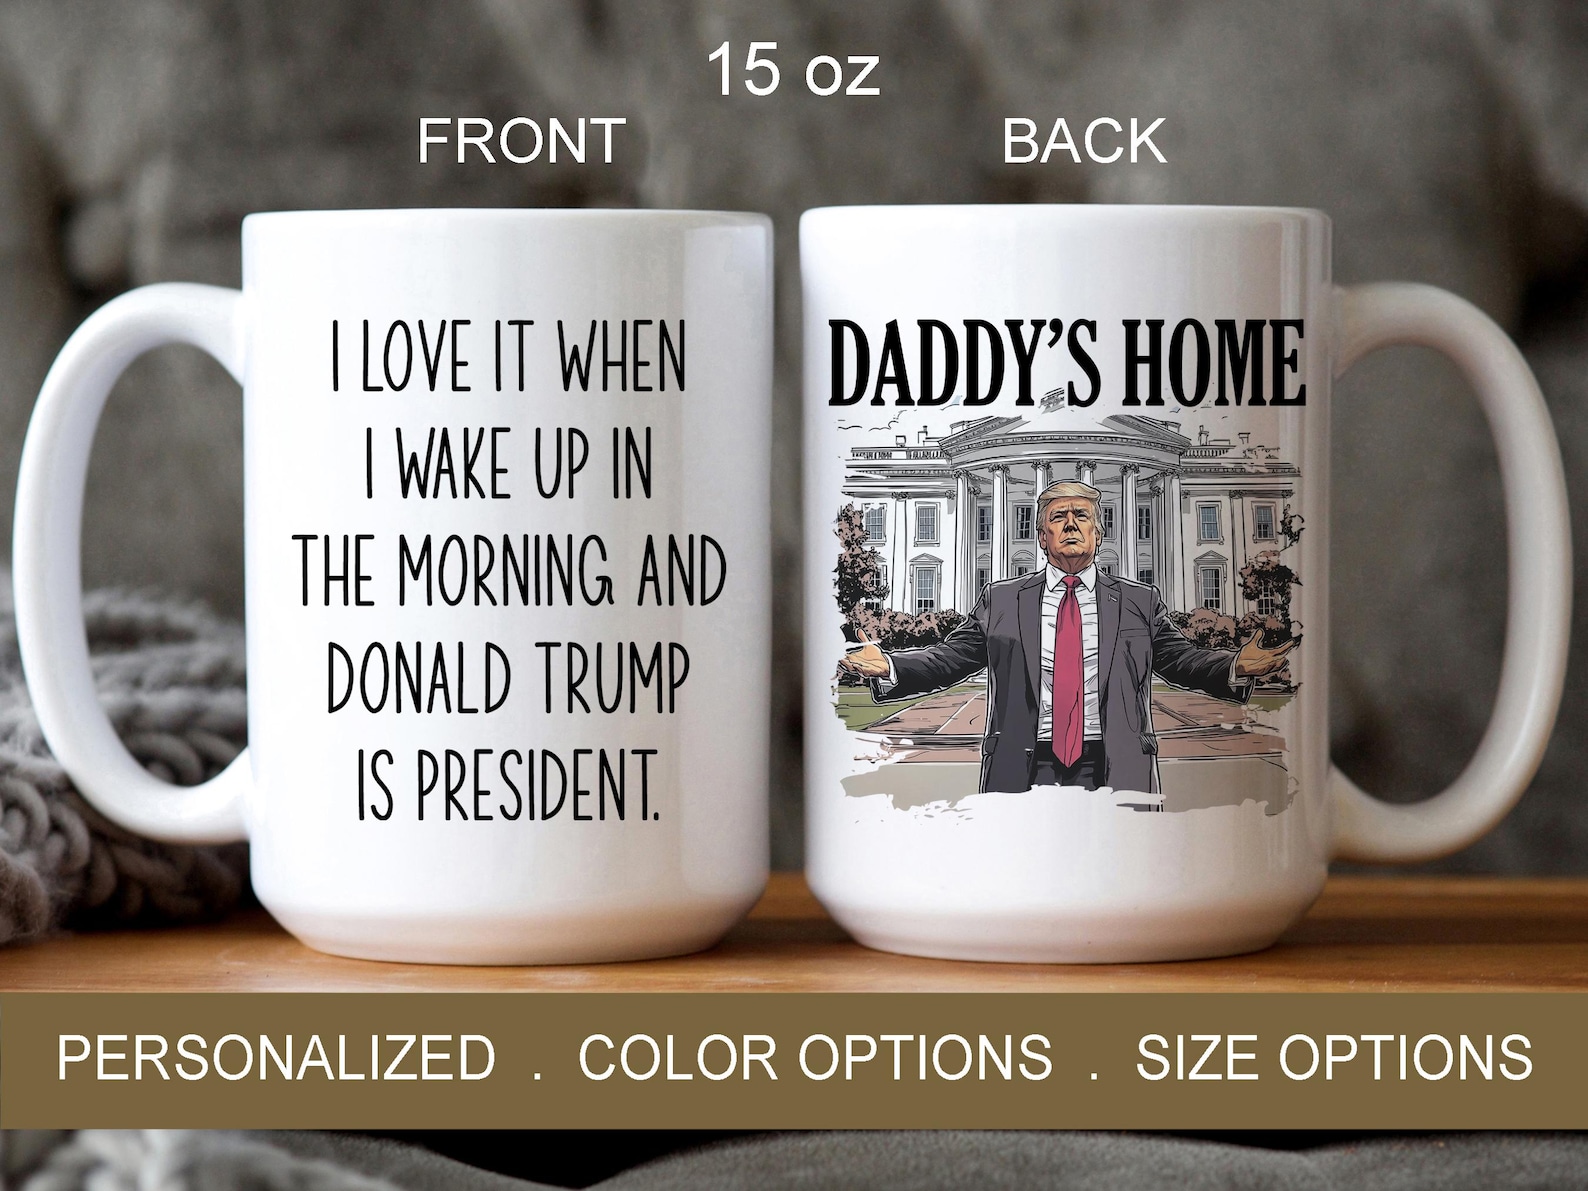 15 oz
FRONT
BACK
I LOVE IT WHEN
I WAKE UP IN
THE MORNING AND
DONALD TRUMP
IS PRESIDENT.
DADDY'S HOME
PERSONALIZED . COLOR OPTIONS . SIZE OPTIONS